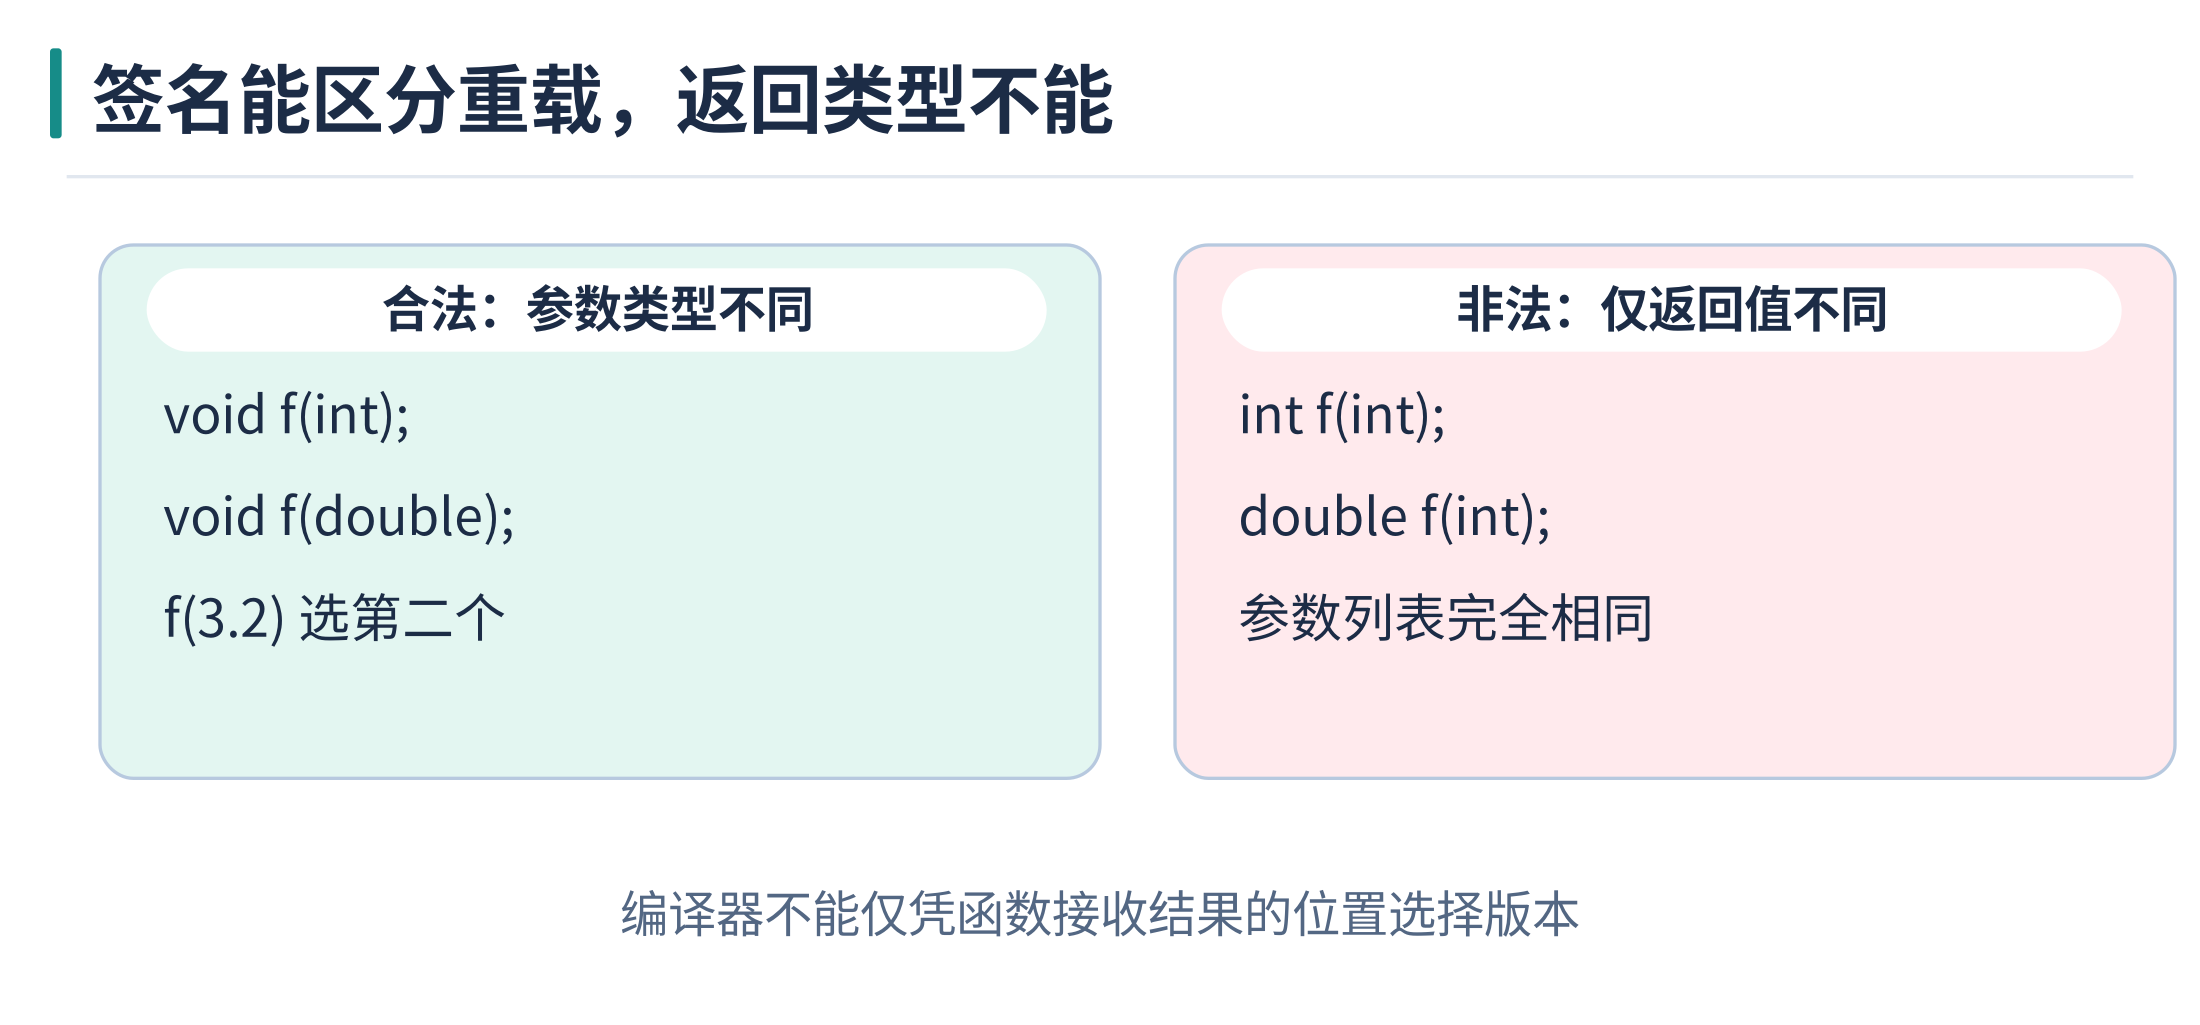 签名能区分重载，返回类型不能
合法：参数类型不同
void f(int);
void f(double);
f(3.2) 选第二个
非法：仅返回值不同
int f(int);
double f(int);
参数列表完全相同
编译器不能仅凭函数接收结果的位置选择版本